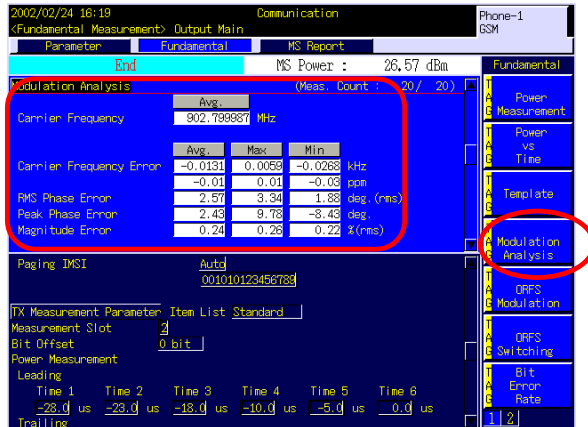 2002/02/24 16:19 Communication Phone-1
<Fundamental Measurement> Output Main GSM
Parameter Fundamental MS Report
End MS Power : 26.57 dBm Fundamental
Modulation Analysis (Meas. Count : 20/ 20)
Avg.
Carrier Frequency 902.799987 MHz
Avg. Max Min
Carrier Frequency Error -0.0131 0.0059 -0.0268 kHz
-0.01 0.01 -0.03 ppm
RMS Phase Error 2.57 3.34 1.88 deg.(rms)
Peak Phase Error 2.43 9.78 -8.43 deg.
Magnitude Error 0.24 0.26 0.22 %(rms)
Paging IMSI Auto
001010123456789
TX Measurement Parameter Item List Standard
Measurement Slot 2
Bit Offset 0 bit
Power Measurement
Leading
Time 1 Time 2 Time 3 Time 4 Time 5 Time 6
-28.0 us -23.0 us -18.0 us -10.0 us -5.0 us 0.0 us
Trailing
TAG Power Measurement
TAG Power vs Time
TAG Template
TAG Modulation Analysis
TAG ORFS Modulation
TAG ORFS Switching
TAG Bit Error Rate
1 2